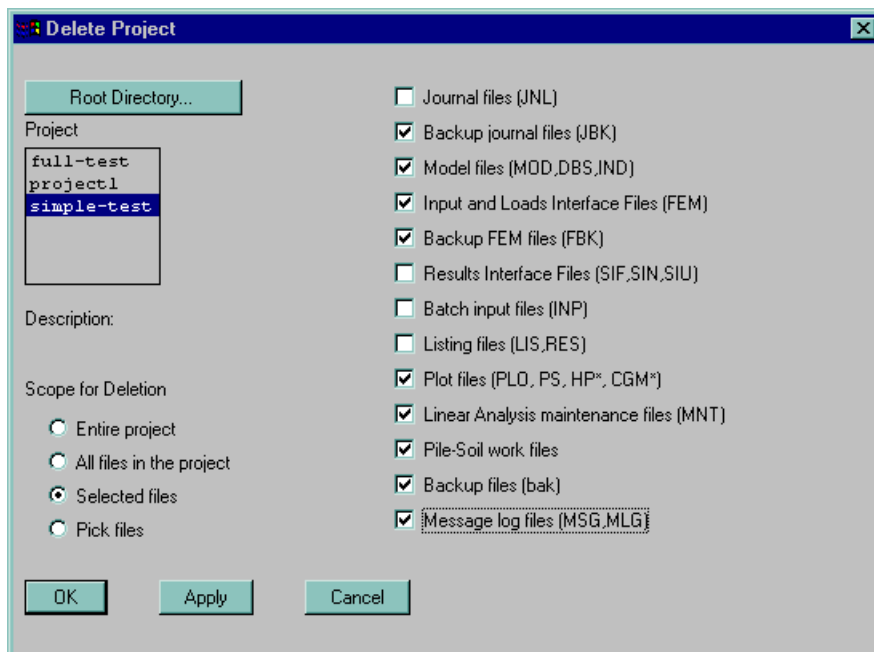 Delete Project
Root Directory...
Project
full-test
project1
simple-test
Description:
Scope for Deletion
Entire project
All files in the project
Selected files
Pick files
Journal files (JNL)
Backup journal files (JBK)
Model files (MOD,DBS,IND)
Input and Loads Interface Files (FEM)
Backup FEM files (FBK)
Results Interface Files (SIF,SIN,SIU)
Batch input files (INP)
Listing files (LIS,RES)
Plot files (PLO, PS, HP*, CGM*)
Linear Analysis maintenance files (MNT)
Pile-Soil work files
Backup files (bak)
Message log files (MSG,MLG)
OK Apply Cancel